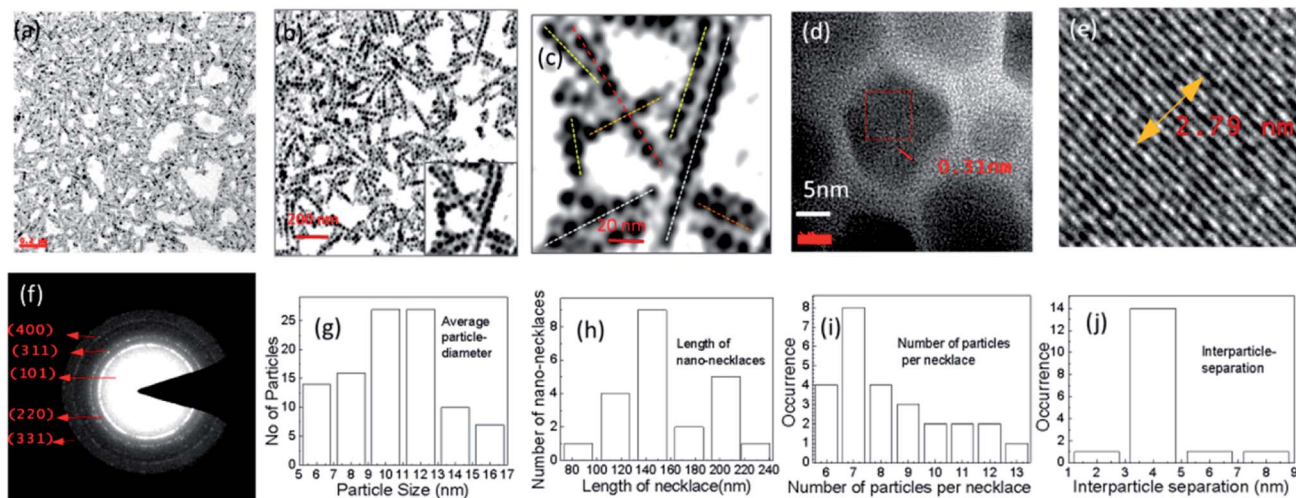 (a)
(b)
200 nm
(c)
20 nm
(d)
0.31nm
5nm
(e)
2.79 nm
(f)
(400)
(311)
(101)
(220)
(331)
(g)
Average
particle-
diameter
No of Particles
25
20
15
10
5
0
5 6 7 8 9 10 11 12 13 14 15 16 17
Particle Size (nm)
(h)
Length of
nano-necklaces
Number of nano-necklaces
8
6
4
2
0
80 100 120 140 160 180 200 220 240
Length of necklace(nm)
(i)
Number of particles
per necklace
Occurrence
8
6
4
2
0
6 7 8 9 10 11 12 13
Number of particles per necklace
(j)
Interparticle-
separation
Occurrence
14
12
10
8
6
4
2
0
1 2 3 4 5 6 7 8 9
Interparticle separation (nm)